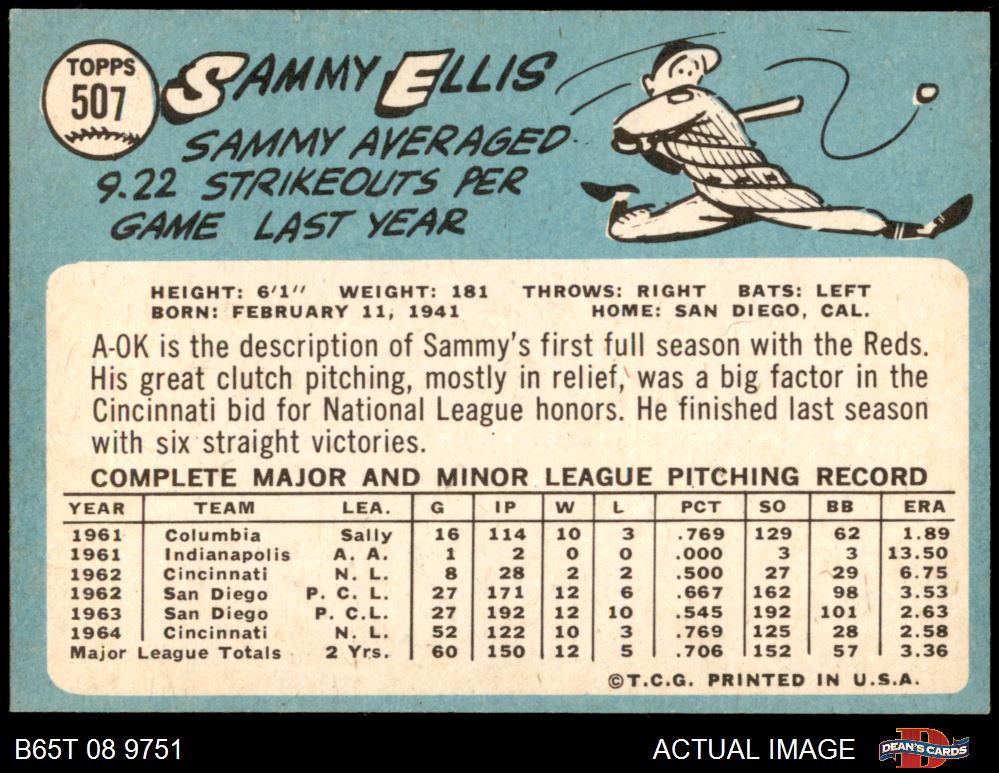 TOPPS
507
SAMMY ELLIS
SAMMY AVERAGED
9.22 STRIKEOUTS PER
GAME LAST YEAR
HEIGHT: 6'1" WEIGHT: 181 THROWS: RIGHT BATS: LEFT
BORN: FEBRUARY 11, 1941 HOME: SAN DIEGO, CAL.
A-OK is the description of Sammy's first full season with the Reds.
His great clutch pitching, mostly in relief, was a big factor in the
Cincinnati bid for National League honors. He finished last season
with six straight victories.
COMPLETE MAJOR AND MINOR LEAGUE PITCHING RECORD
YEAR TEAM LEA. G IP W L PCT SO BB ERA
1961 Columbia Sally 16 114 10 3 .769 129 62 1.89
1961 Indianapolis A. A. 1 2 0 0 .000 3 3 13.50
1962 Cincinnati N. L. 8 28 2 2 .500 27 29 6.75
1962 San Diego P. C. L. 27 171 12 6 .667 162 98 3.53
1963 San Diego P. C.L. 27 192 12 10 .545 192 101 2.63
1964 Cincinnati N. L. 52 122 10 3 .769 125 28 2.58
Major League Totals 2 Yrs. 60 150 12 5 .706 152 57 3.36
©T.C.G. PRINTED IN U.S.A.
B65T 08 9751 ACTUAL IMAGE DEAN'S CARDS